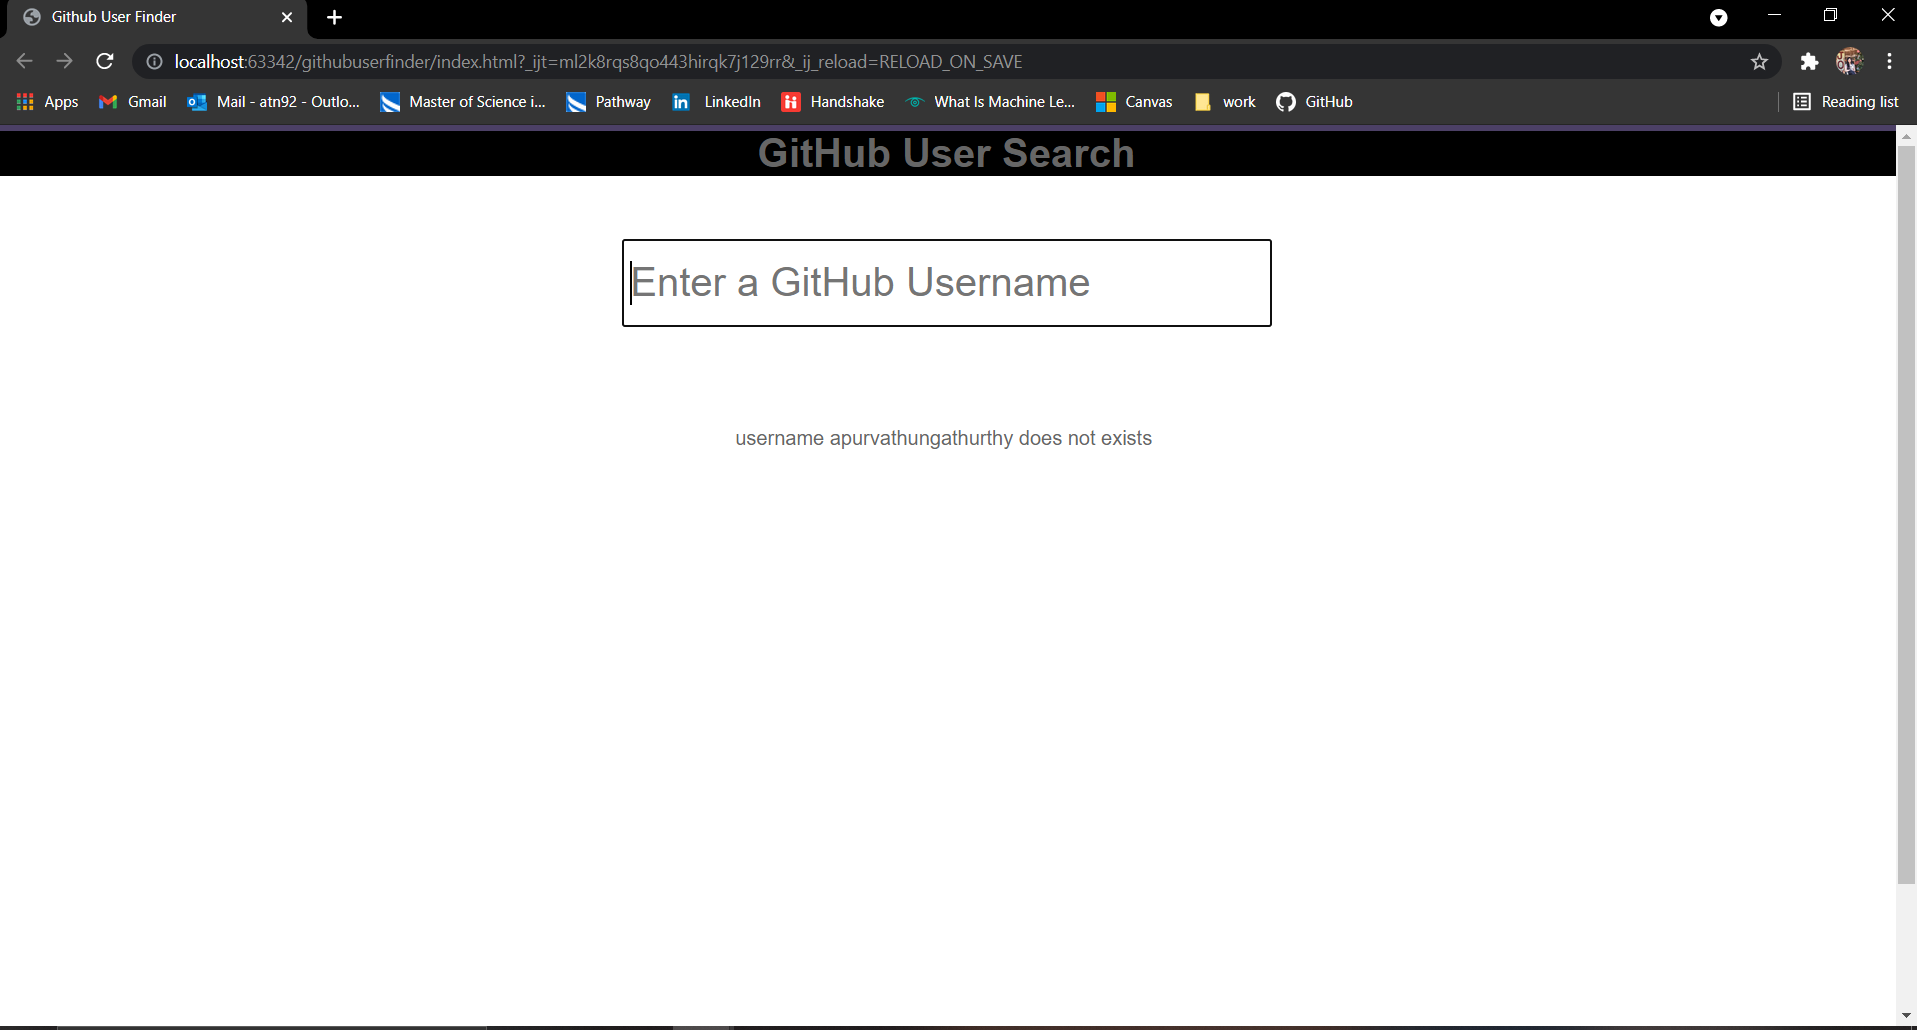 Github User Finder
localhost:63342/githubuserfinder/index.html?_ijt=ml2k8rqs8qo443hirqk7j129rr&_ij_reload=RELOAD_ON_SAVE
Apps Gmail Mail - atn92 - Outlo... Master of Science i... Pathway LinkedIn Handshake What Is Machine Le... Canvas work GitHub Reading list
GitHub User Search
Enter a GitHub Username
username apurvathungathurthy does not exists